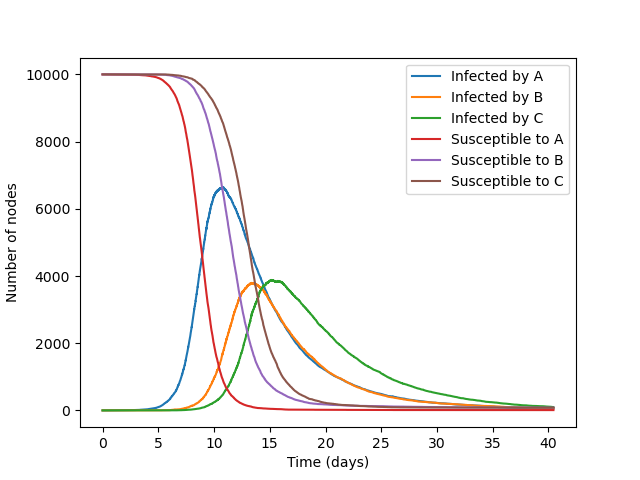 10000
8000
6000
4000
2000
0
Number of nodes
0 5 10 15 20 25 30 35 40
Time (days)
Infected by A
Infected by B
Infected by C
Susceptible to A
Susceptible to B
Susceptible to C